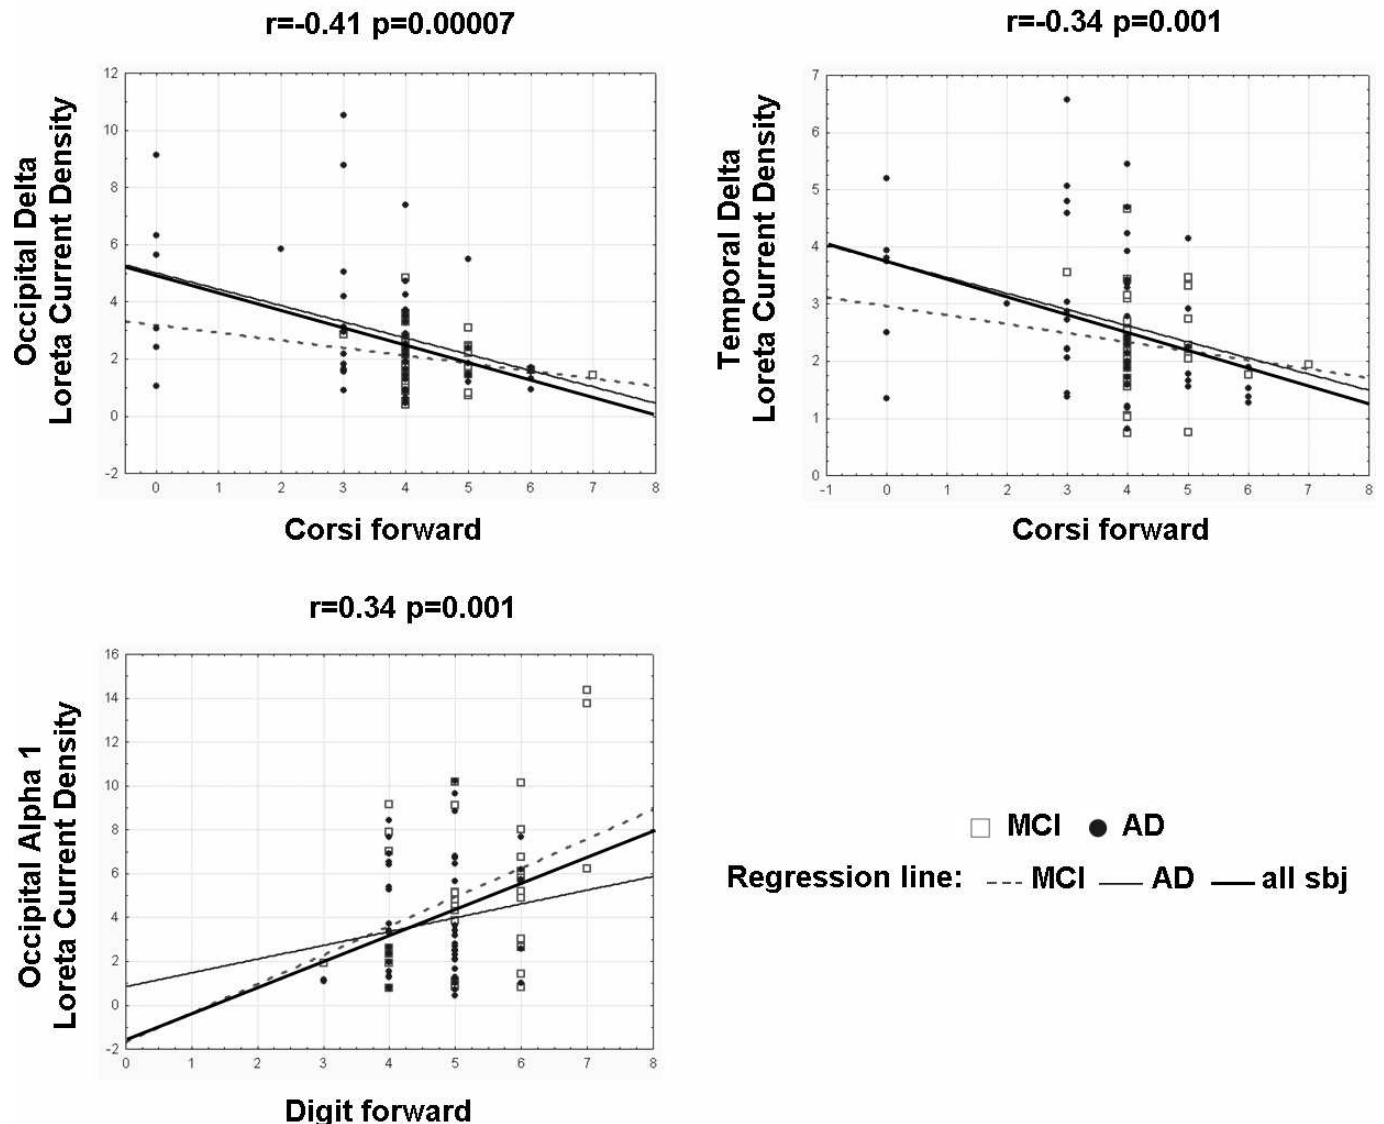 r=-0.41 p=0.00007
Occipital Delta
Loreta Current Density
12
10
8
6
4
2
0
-2
0 1 2 3 4 5 6 7 8
Corsi forward
r=-0.34 p=0.001
Temporal Delta
Loreta Current Density
7
6
5
4
3
2
1
0
-1 0 1 2 3 4 5 6 7 8
Corsi forward
r=0.34 p=0.001
Occipital Alpha 1
Loreta Current Density
16
14
12
10
8
6
4
2
0
-2
0 1 2 3 4 5 6 7 8
Digit forward
MCI AD
Regression line: MCI AD all sbj